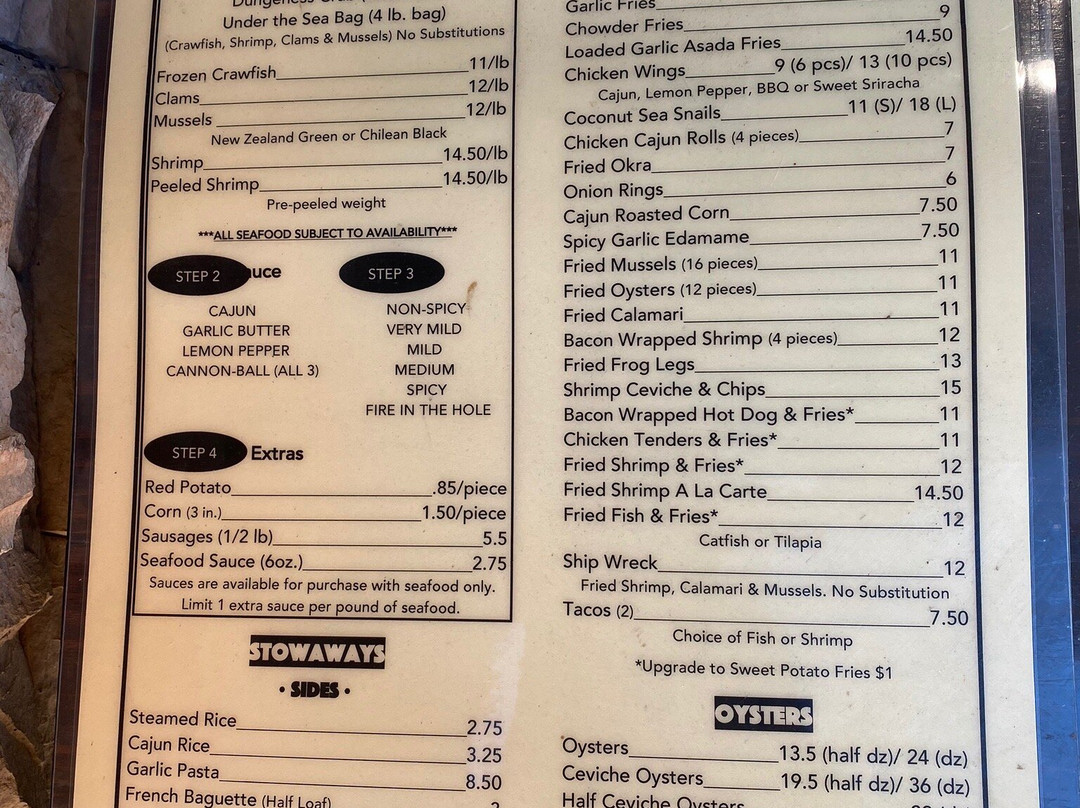 Dungeness Crab
Under the Sea Bag (4 lb. bag)
(Crawfish, Shrimp, Clams & Mussels) No Substitutions
Frozen Crawfish 11/lb
Clams 12/lb
Mussels 12/lb
New Zealand Green or Chilean Black
Shrimp 14.50/lb
Peeled Shrimp 14.50/lb
Pre-peeled weight
***ALL SEAFOOD SUBJECT TO AVAILABILITY***
STEP 2 uce
CAJUN
GARLIC BUTTER
LEMON PEPPER
CANNON-BALL (ALL 3)
STEP 3
NON-SPICY
VERY MILD
MILD
MEDIUM
SPICY
FIRE IN THE HOLE
STEP 4 Extras
Red Potato .85/piece
Corn (3 in.) 1.50/piece
Sausages (1/2 lb) 5.5
Seafood Sauce (6oz.) 2.75
Sauces are available for purchase with seafood only.
Limit 1 extra sauce per pound of seafood.
STOWAWAYS
• SIDES •
Steamed Rice 2.75
Cajun Rice 3.25
Garlic Pasta 8.50
French Baguette (Half Loaf)
Garlic Fries
Chowder Fries 9
Loaded Garlic Asada Fries 14.50
Chicken Wings 9 (6 pcs)/ 13 (10 pcs)
Cajun, Lemon Pepper, BBQ or Sweet Sriracha
Coconut Sea Snails 11 (S)/ 18 (L)
Chicken Cajun Rolls (4 pieces) 7
Fried Okra 7
Onion Rings 6
Cajun Roasted Corn 7.50
Spicy Garlic Edamame 7.50
Fried Mussels (16 pieces) 11
Fried Oysters (12 pieces) 11
Fried Calamari 11
Bacon Wrapped Shrimp (4 pieces) 12
Fried Frog Legs 13
Shrimp Ceviche & Chips 15
Bacon Wrapped Hot Dog & Fries* 11
Chicken Tenders & Fries* 11
Fried Shrimp & Fries* 12
Fried Shrimp A La Carte 14.50
Fried Fish & Fries* 12
Catfish or Tilapia
Ship Wreck 12
Fried Shrimp, Calamari & Mussels. No Substitution
Tacos (2) 7.50
Choice of Fish or Shrimp
*Upgrade to Sweet Potato Fries $1
OYSTERS
Oysters 13.5 (half dz)/ 24 (dz)
Ceviche Oysters 19.5 (half dz)/ 36 (dz)
Half Ceviche Oysters